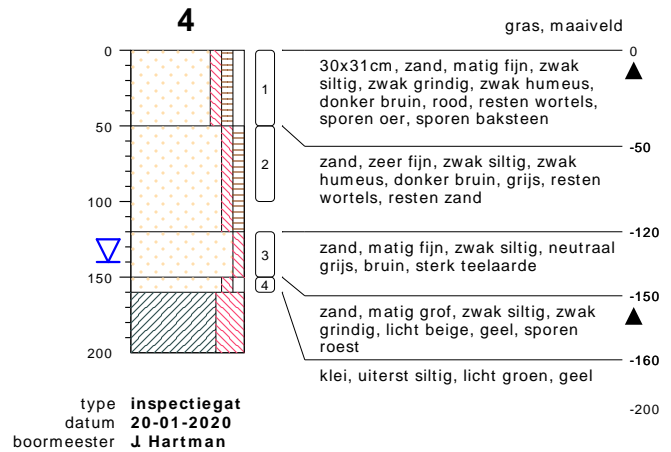 4
gras, maaiveld
0
50
100
150
200
1
2
3
4
0
30x31cm, zand, matig fijn, zwak
siltig, zwak grindig, zwak humeus,
donker bruin, rood, resten wortels,
sporen oer, sporen baksteen
-50
zand, zeer fijn, zwak siltig, zwak
humeus, donker bruin, grijs, resten
wortels, resten zand
-120
zand, matig fijn, zwak siltig, neutraal
grijs, bruin, sterk teelaarde
-150
zand, matig grof, zwak siltig, zwak
grindig, licht beige, geel, sporen
roest
-160
klei, uiterst siltig, licht groen, geel
-200
type inspectiegat
datum 20-01-2020
boormeester J. Hartman